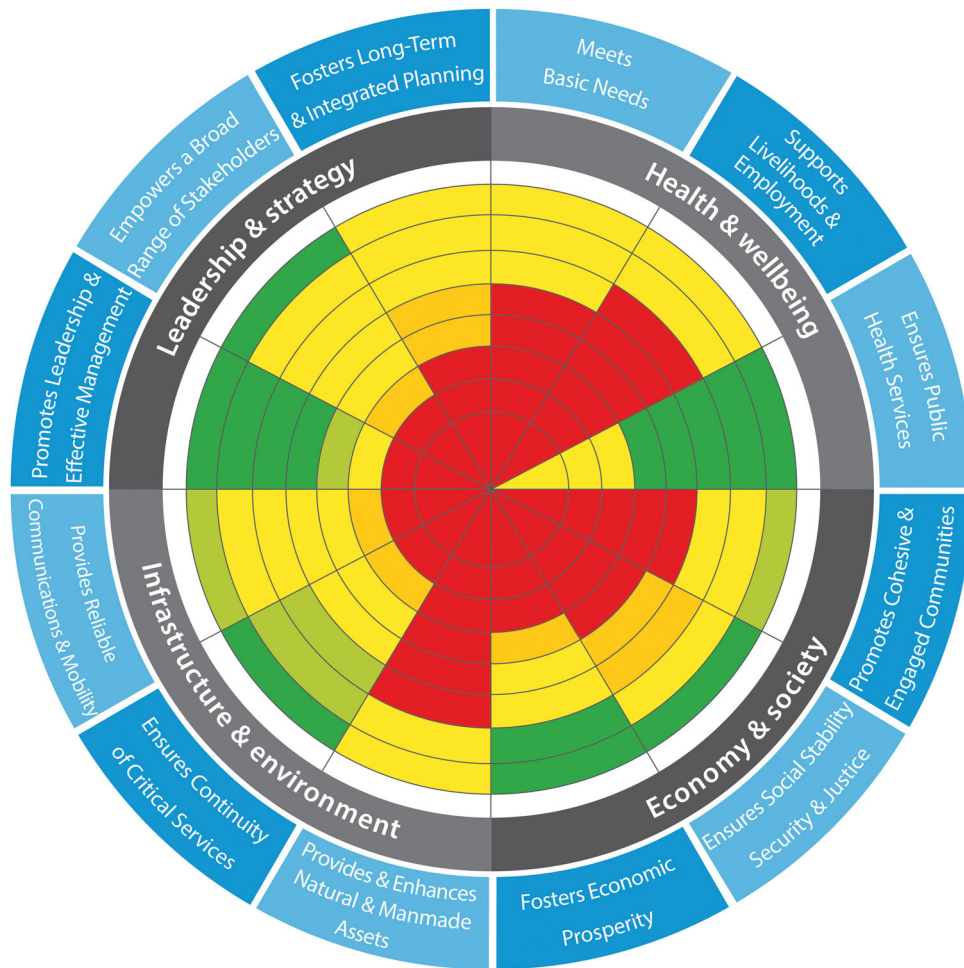 Meets
Basic Needs
Supports
Livelihoods &
Employment
Ensures Public
Health Services
Promotes Cohesive &
Engaged Communities
Ensures Social Stability
Security & Justice
Fosters Economic
Prosperity
Provides & Enhances
Natural & Manmade
Assets
Ensures Continuity
of Critical Services
Provides Reliable
Communications & Mobility
Promotes Leadership &
Effective Management
Empowers a Broad
Range of Stakeholders
Fosters Long-Term
& Integrated Planning
Health & wellbeing
Economy & society
Infrastructure & environment
Leadership & strategy